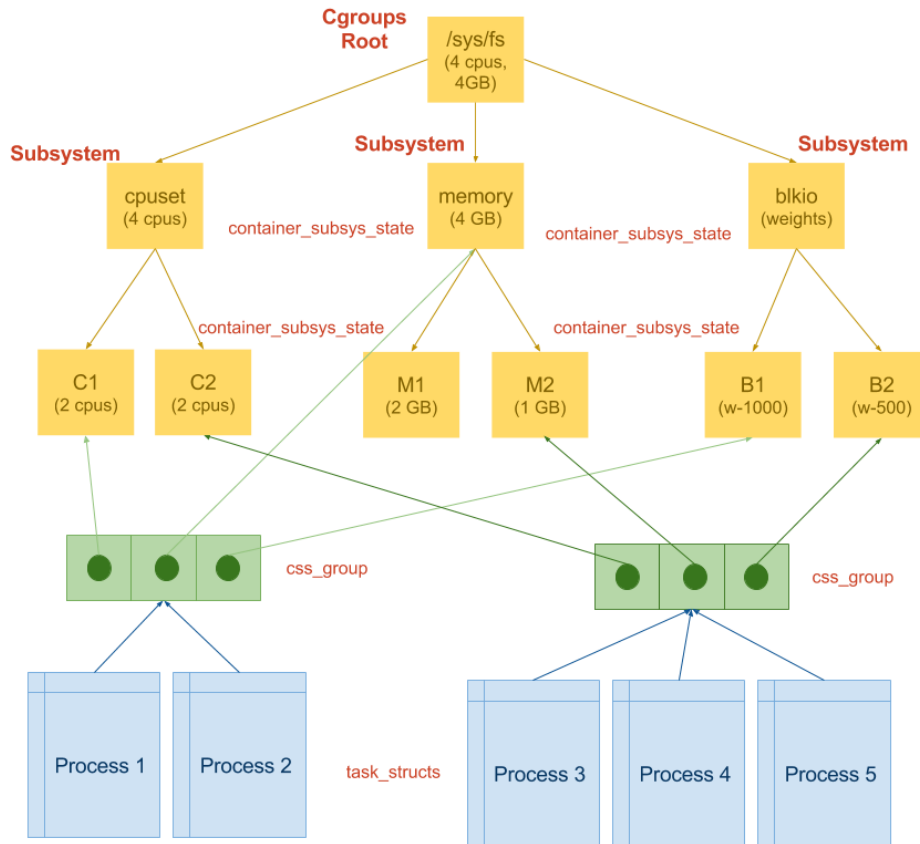 Cgroups
Root
/sys/fs
(4 cpus,
4GB)
Subsystem
Subsystem
Subsystem
cpuset
(4 cpus)
memory
(4 GB)
blkio
(weights)
container_subsys_state
container_subsys_state
container_subsys_state
container_subsys_state
C1
(2 cpus)
C2
(2 cpus)
M1
(2 GB)
M2
(1 GB)
B1
(w-1000)
B2
(w-500)
css_group
css_group
Process 1
Process 2
task_structs
Process 3
Process 4
Process 5